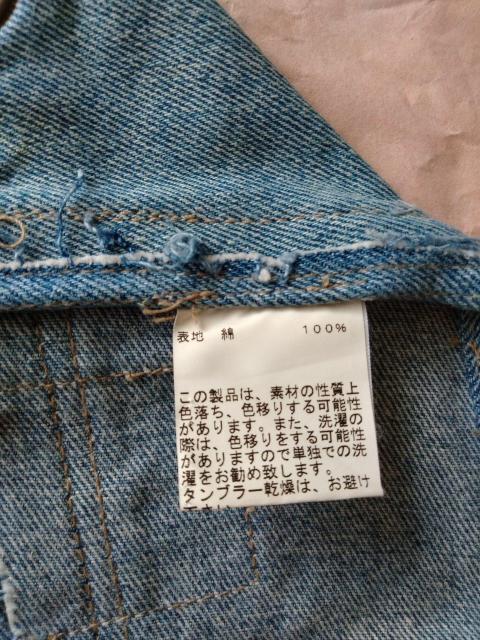 表地 綿 100%
この製品は、素材の性質上
色落ち、色移りする可能性
があります。また、洗濯の
際は、色移りをする可能性
がありますので単独での洗
濯をお勧め致します。
タンブラー乾燥は、お避け
下さい。